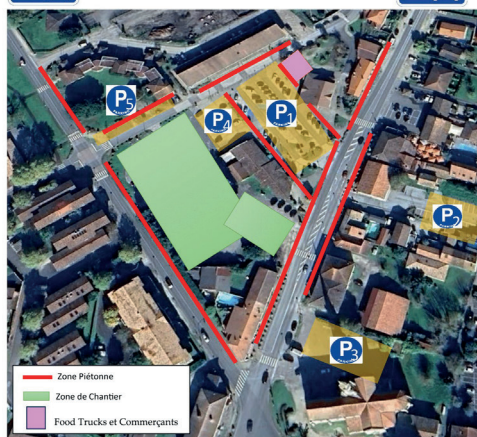 P5
P4
P1
P2
P3
Zone Piétonne
Zone de Chantier
Food Trucks et Commerçants